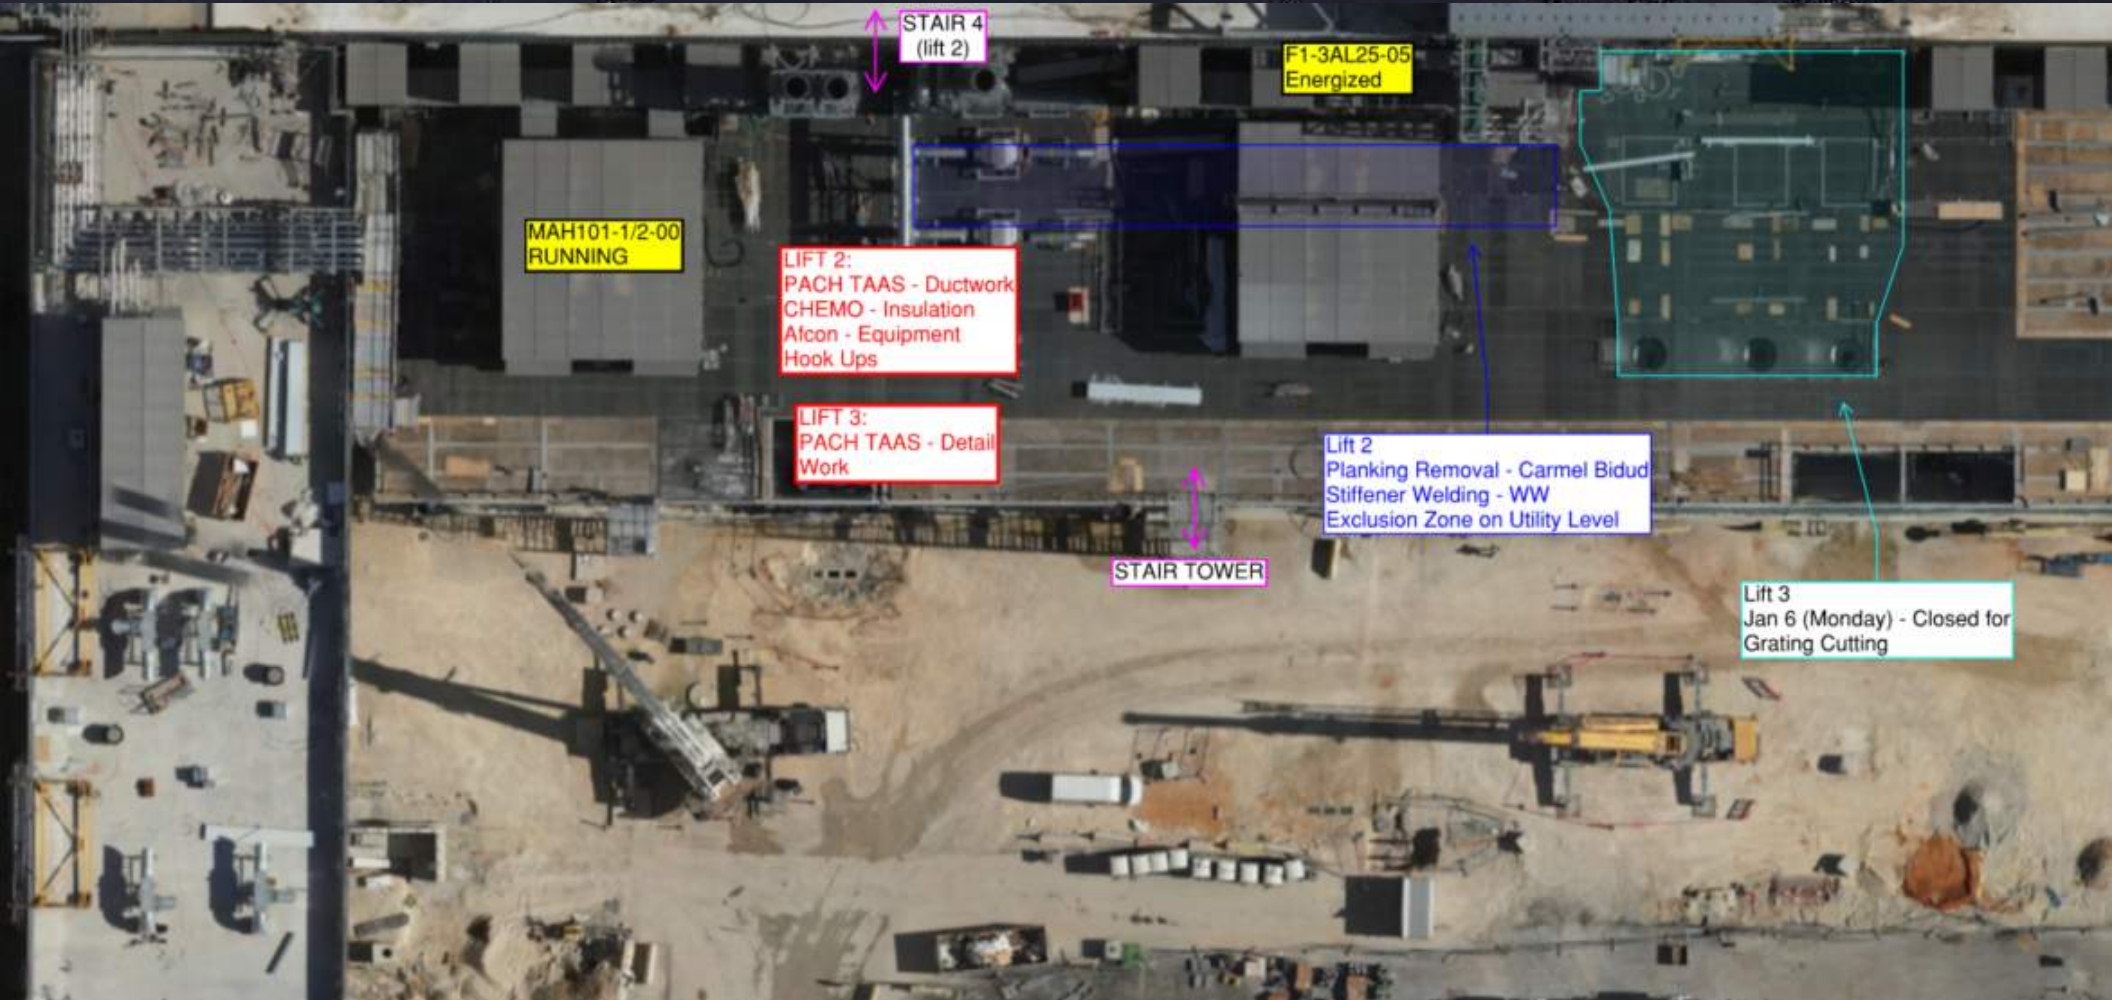 STAIR 4
(lift 2)
F1-3AL25-05
Energized
MAH101-1/2-00
RUNNING
LIFT 2:
PACH TAAS - Ductwork
CHEMO - Insulation
Afcon - Equipment
Hook Ups
LIFT 3:
PACH TAAS - Detail
Work
Lift 2
Planking Removal - Carmel Bidud
Stiffener Welding - WW
Exclusion Zone on Utility Level
STAIR TOWER
Lift 3
Jan 6 (Monday) - Closed for
Grating Cutting